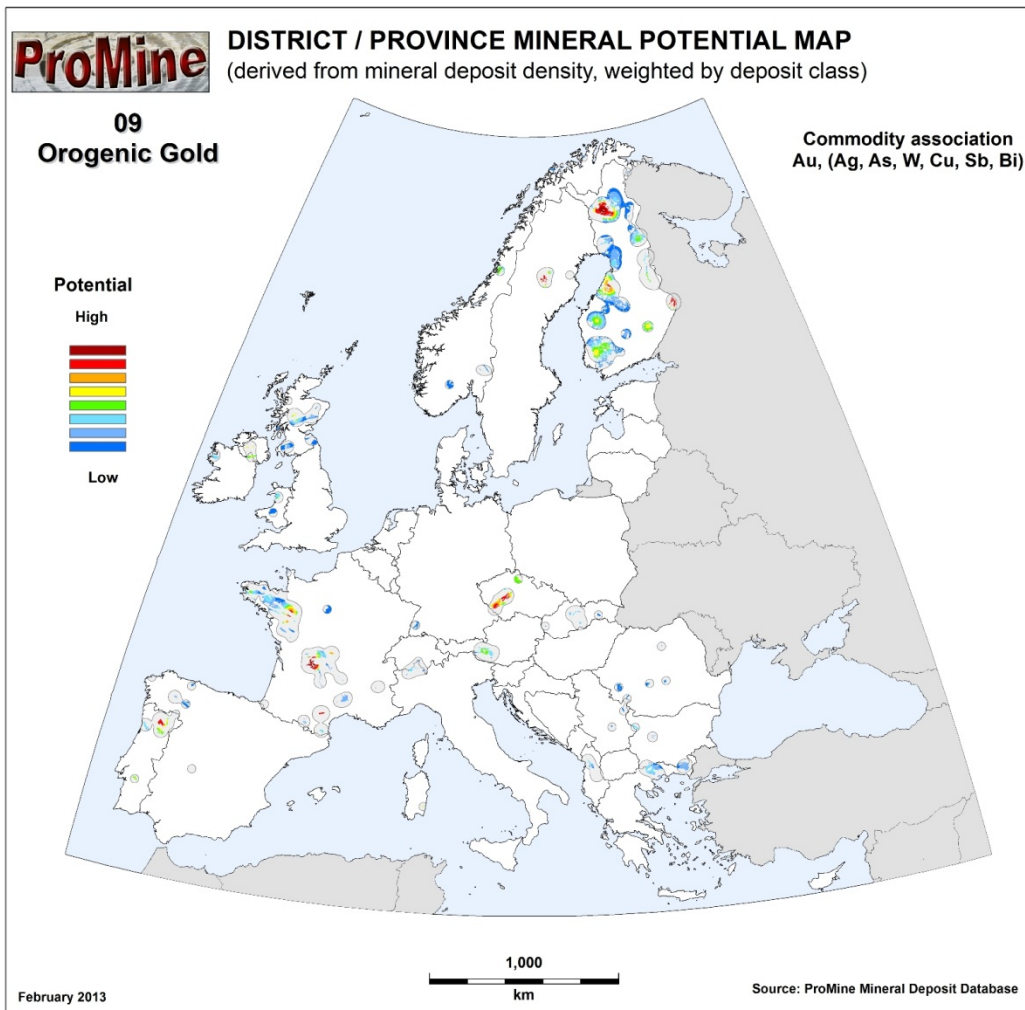 ProMine
DISTRICT / PROVINCE MINERAL POTENTIAL MAP
(derived from mineral deposit density, weighted by deposit class)
09
Orogenic Gold
Commodity association
Au, (Ag, As, W, Cu, Sb, Bi)
Potential
High
Low
1,000
km
February 2013
Source: ProMine Mineral Deposit Database